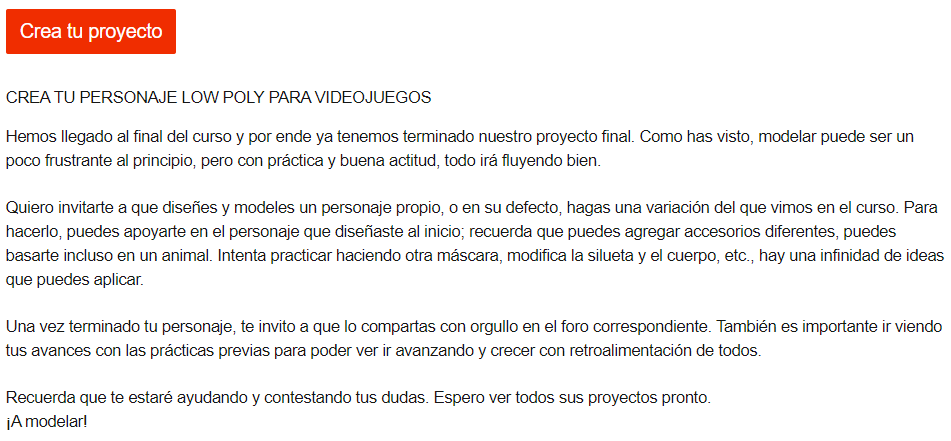 Crea tu proyecto
CREA TU PERSONAJE LOW POLY PARA VIDEOJUEGOS
Hemos llegado al final del curso y por ende ya tenemos terminado nuestro proyecto final. Como has visto, modelar puede ser un
poco frustrante al principio, pero con práctica y buena actitud, todo irá fluyendo bien.
Quiero invitarte a que diseñes y modeles un personaje propio, o en su defecto, hagas una variación del que vimos en el curso. Para
hacerlo, puedes apoyarte en el personaje que diseñaste al inicio; recuerda que puedes agregar accesorios diferentes, puedes
basarte incluso en un animal. Intenta practicar haciendo otra máscara, modifica la silueta y el cuerpo, etc., hay una infinidad de ideas
que puedes aplicar.
Una vez terminado tu personaje, te invito a que lo compartas con orgullo en el foro correspondiente. También es importante ir viendo
tus avances con las prácticas previas para poder ver ir avanzando y crecer con retroalimentación de todos.
Recuerda que te estaré ayudando y contestando tus dudas. Espero ver todos sus proyectos pronto.
¡A modelar!